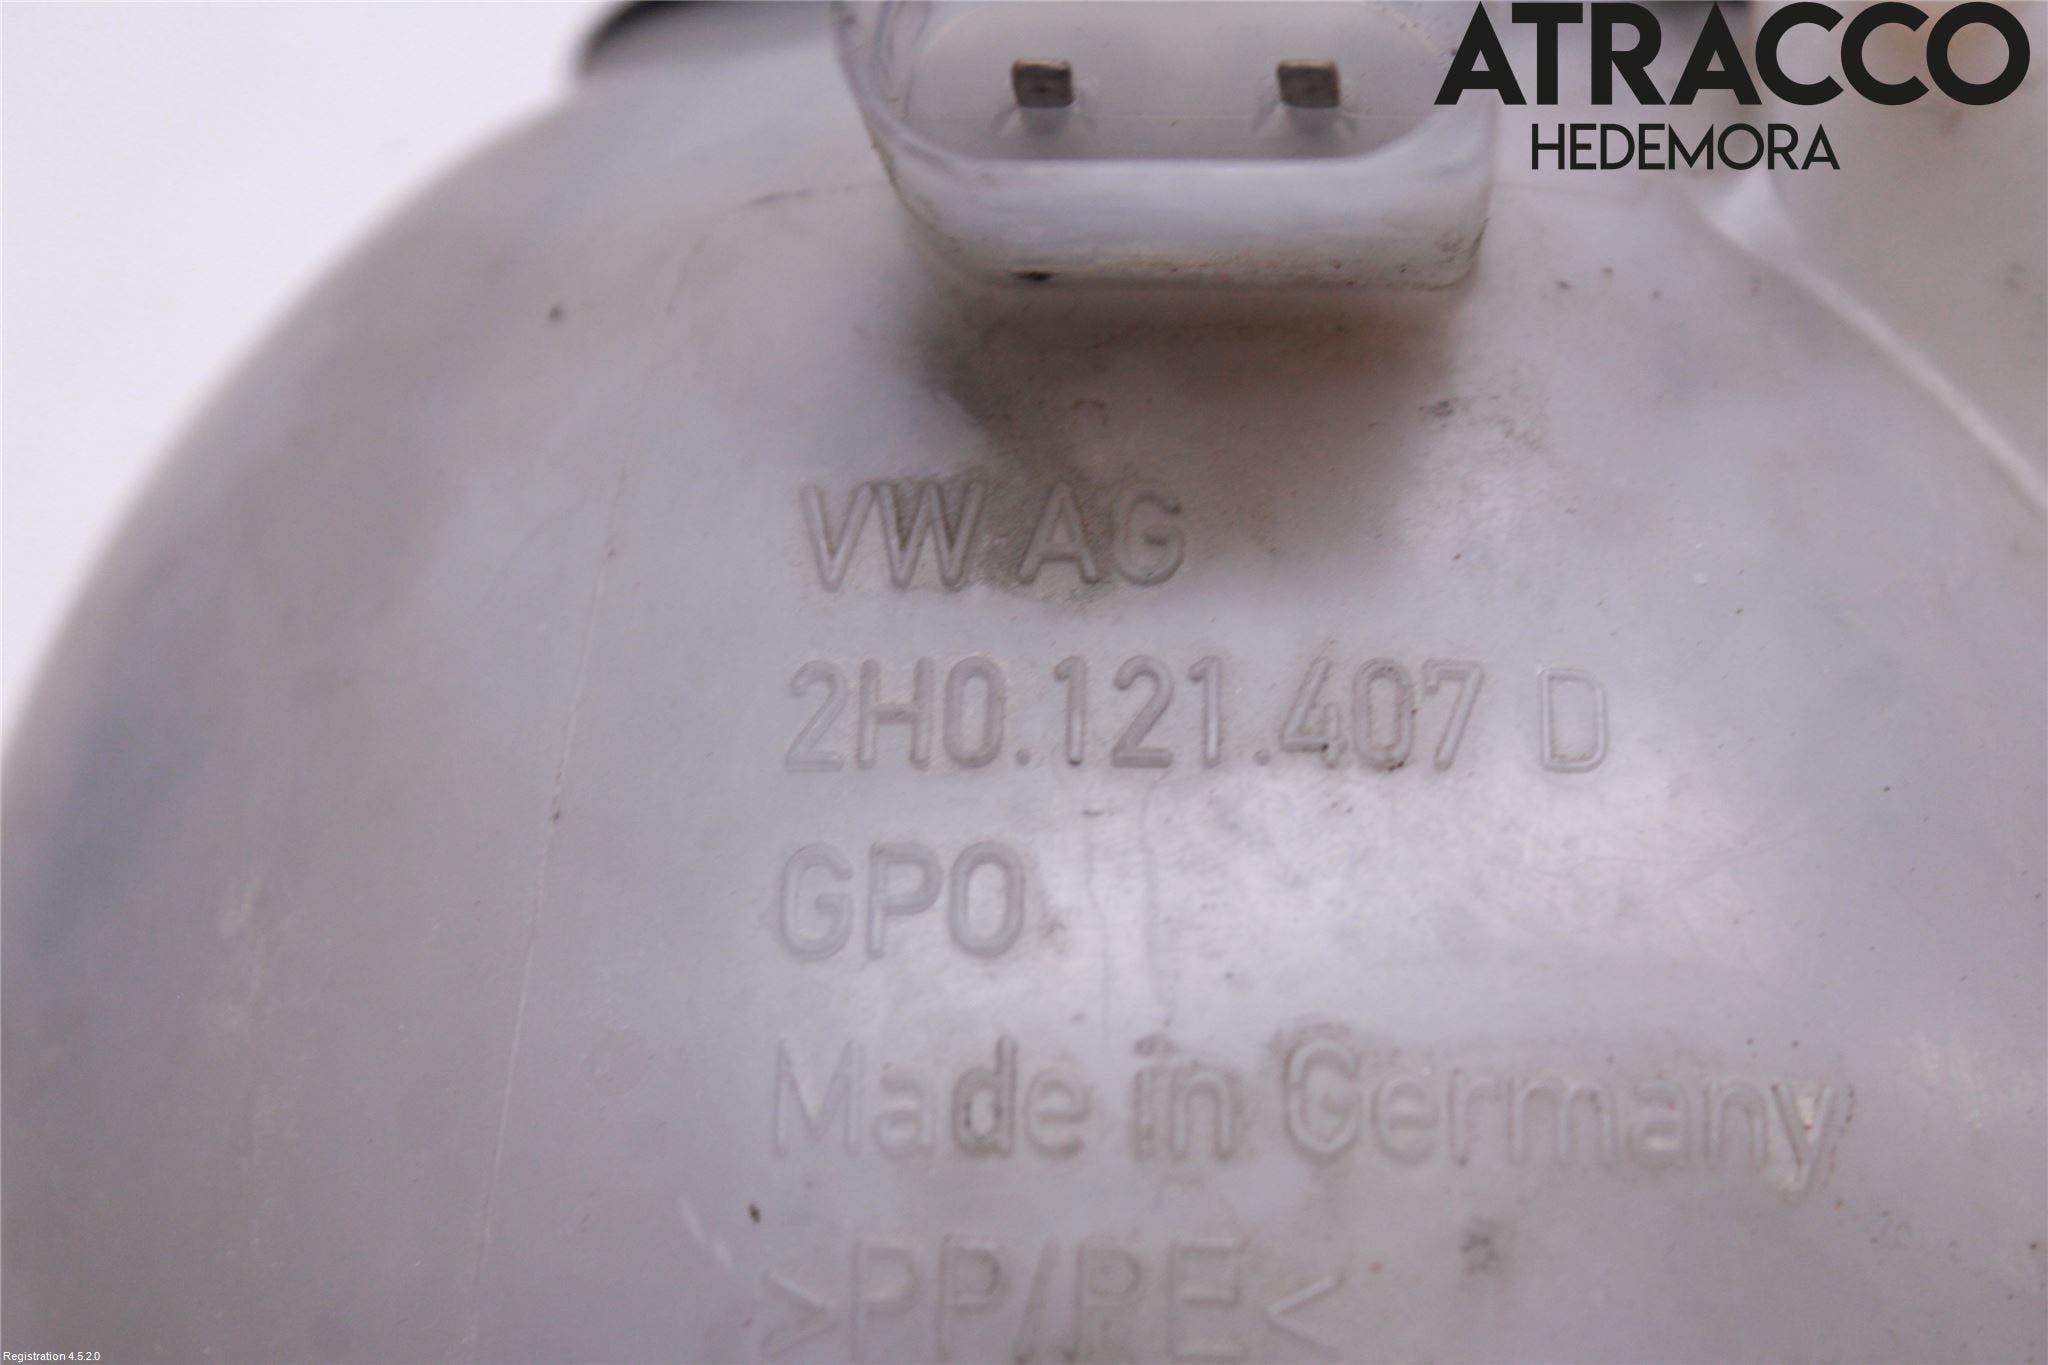 ATRACCO
HEDEMORA
VW AG
2H0.121.407 D
GPO
Made in Germany
>PP/PE<
Registration 4.5.2.0